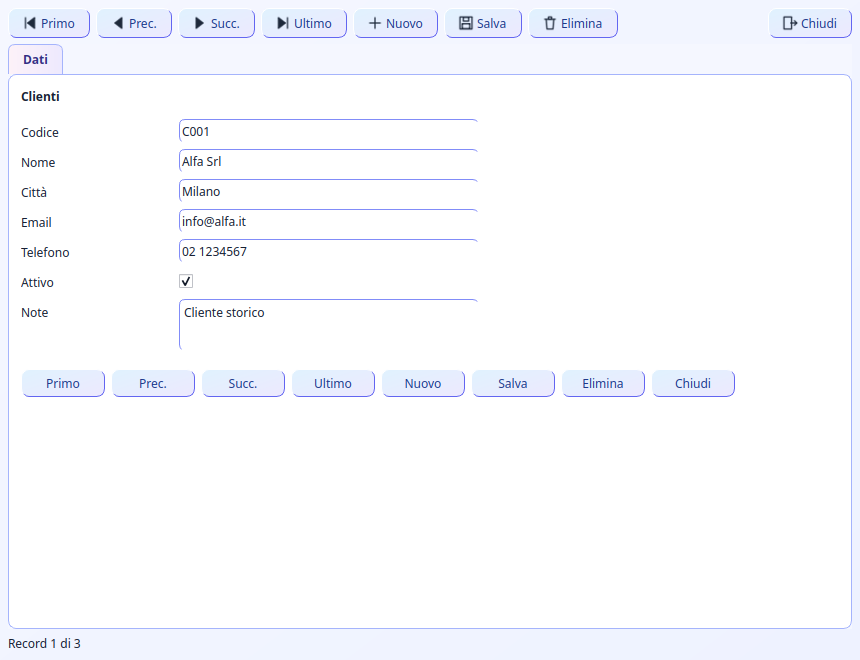 Primo Prec. Succ. Ultimo Nuovo Salva Elimina Chiudi
Dati
Clienti
Codice C001
Nome Alfa Srl
Città Milano
Email info@alfa.it
Telefono 02 1234567
Attivo
Note Cliente storico
Primo Prec. Succ. Ultimo Nuovo Salva Elimina Chiudi
Record 1 di 3